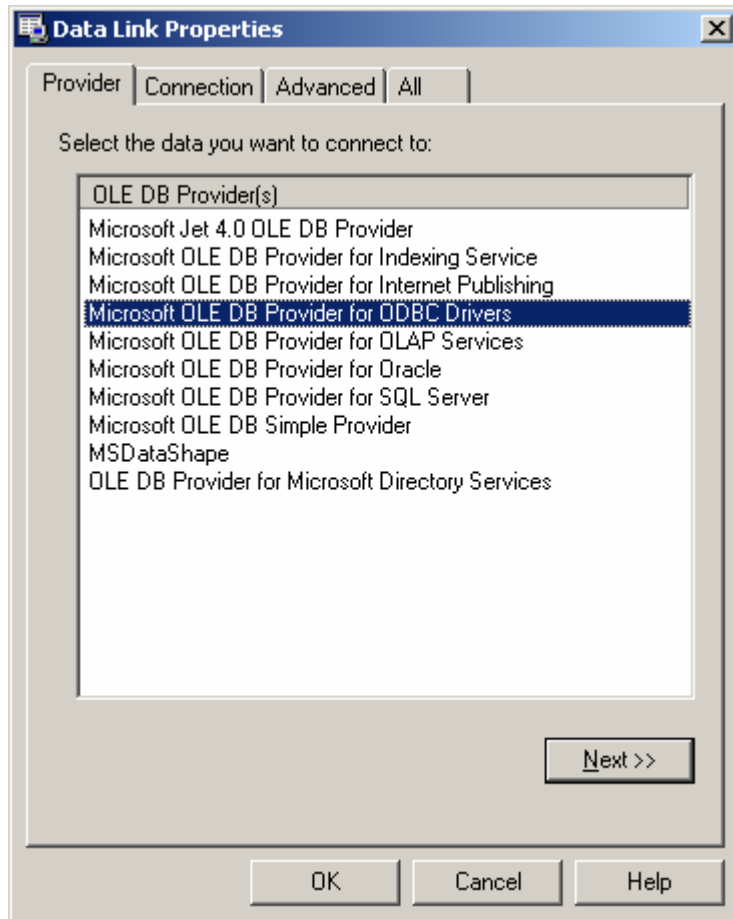 Data Link Properties
Provider Connection Advanced All
Select the data you want to connect to:
OLE DB Provider(s)
Microsoft Jet 4.0 OLE DB Provider
Microsoft OLE DB Provider for Indexing Service
Microsoft OLE DB Provider for Internet Publishing
Microsoft OLE DB Provider for ODBC Drivers
Microsoft OLE DB Provider for OLAP Services
Microsoft OLE DB Provider for Oracle
Microsoft OLE DB Provider for SQL Server
Microsoft OLE DB Simple Provider
MSDataShape
OLE DB Provider for Microsoft Directory Services
Next >>
OK Cancel Help